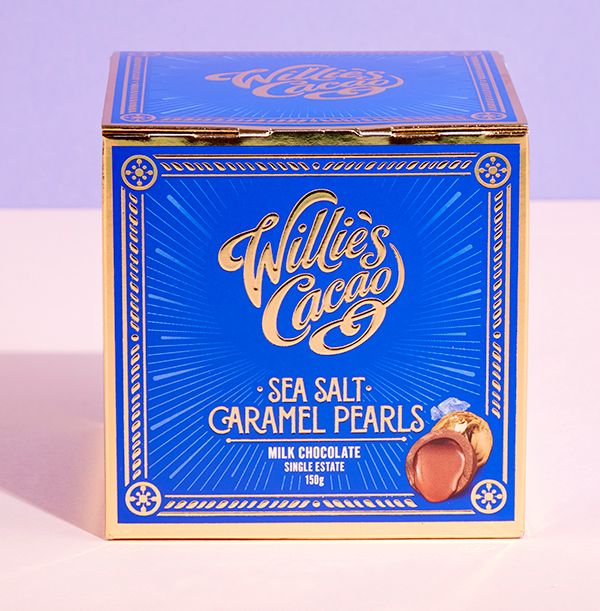 Willie's
Cacao
Willie's
Cacao
·SEA SALT·
CARAMEL PEARLS
MILK CHOCOLATE
SINGLE ESTATE
150g